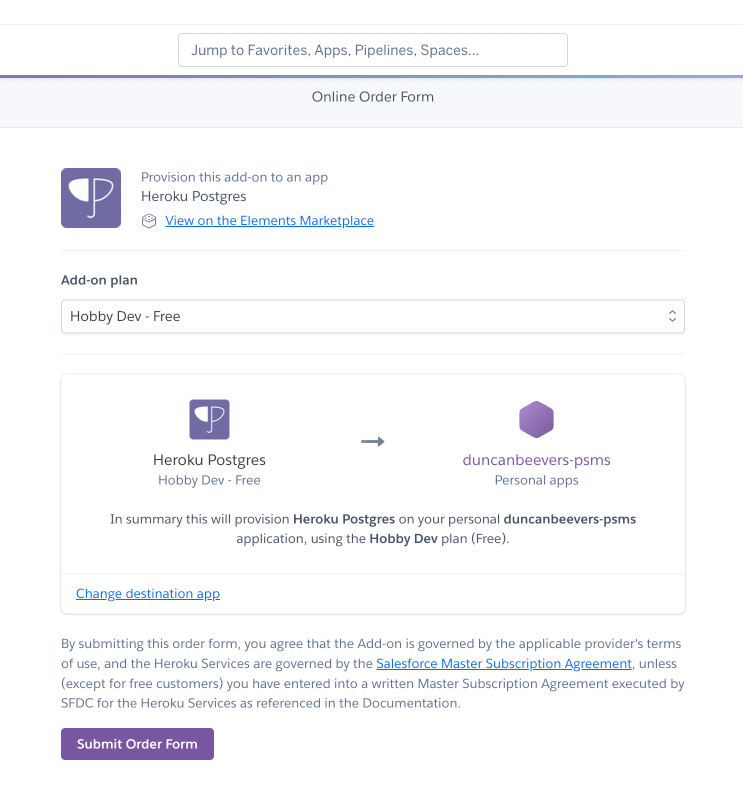 Jump to Favorites, Apps, Pipelines, Spaces...
Online Order Form
Provision this add-on to an app
Heroku Postgres
View on the Elements Marketplace
Add-on plan
Hobby Dev - Free
Heroku Postgres
Hobby Dev - Free
duncanbeevers-psms
Personal apps
In summary this will provision Heroku Postgres on your personal duncanbeevers-psms
application, using the Hobby Dev plan (Free).
Change destination app
By submitting this order form, you agree that the Add-on is governed by the applicable provider's terms
of use, and the Heroku Services are governed by the Salesforce Master Subscription Agreement, unless
(except for free customers) you have entered into a written Master Subscription Agreement executed by
SFDC for the Heroku Services as referenced in the Documentation.
Submit Order Form